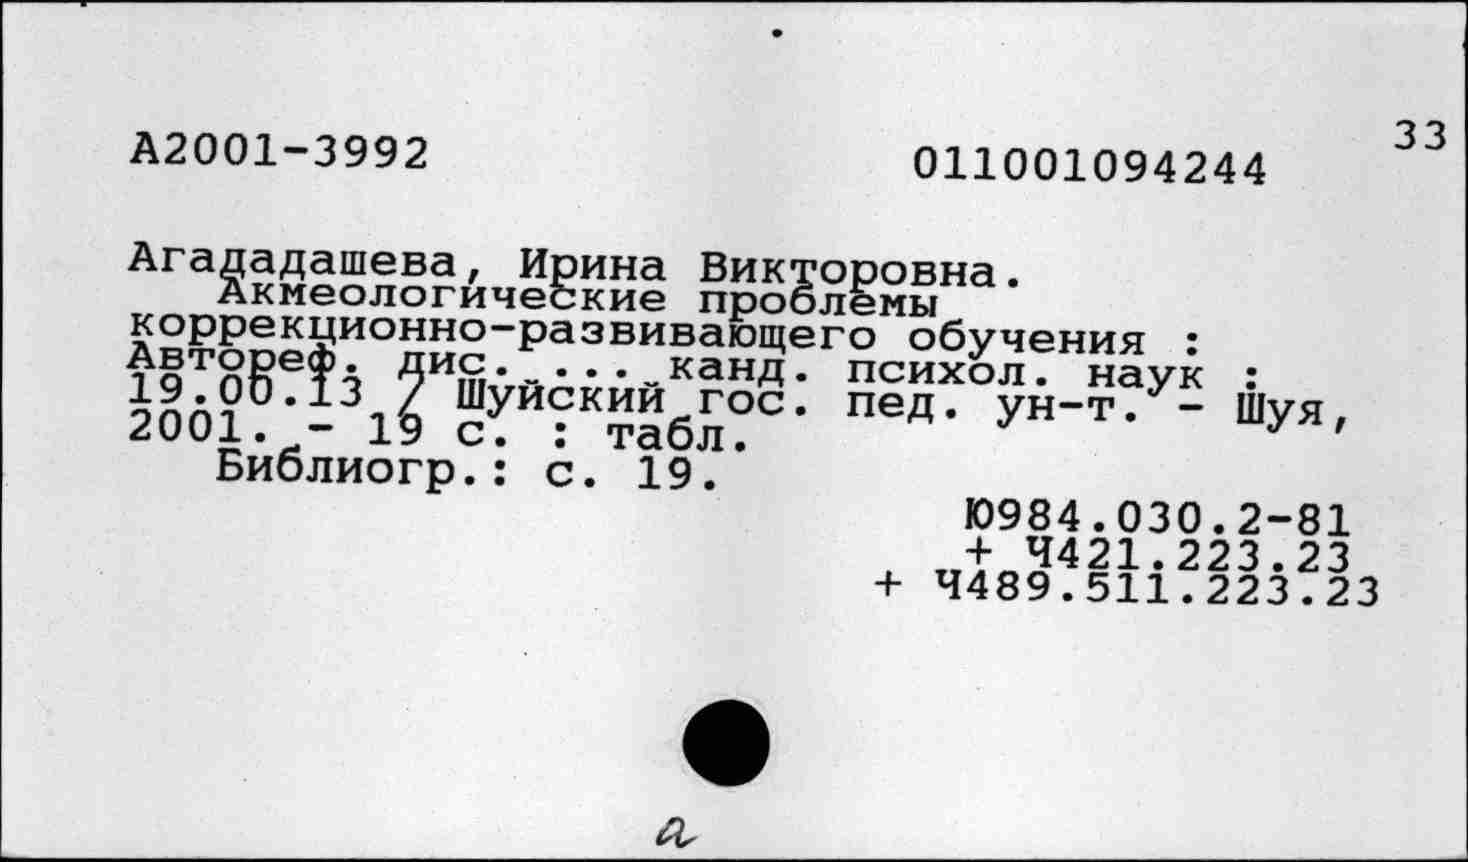 33
А2001-3992
011001094244
Агададашева, Ирина Викторовна.
Акмеологические проблемы
коррекционно-развивающего обучения :
Автореф. дис. ... канд. психол. наук :
19.00.13 / Шуйский гос. пед. ун-т. - Шуя,
2001. - 19 с. : табл.
Библиогр.: с. 19.
Ю984.030.2-81
+ Ч421.223.23
+ Ч489.511.223.23
а